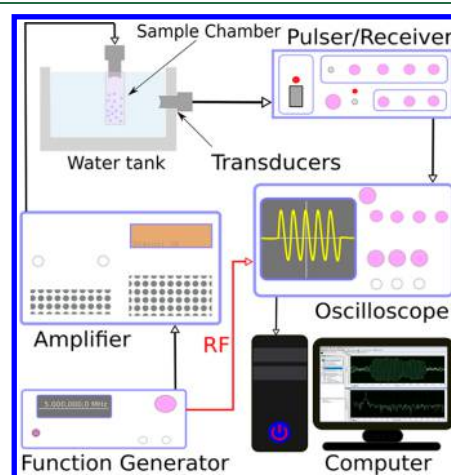 Sample Chamber
Pulser/Receiver
Water tank
Transducers
Oscilloscope
Amplifier
RF
5.000,000,0 MHz
Function Generator
Computer